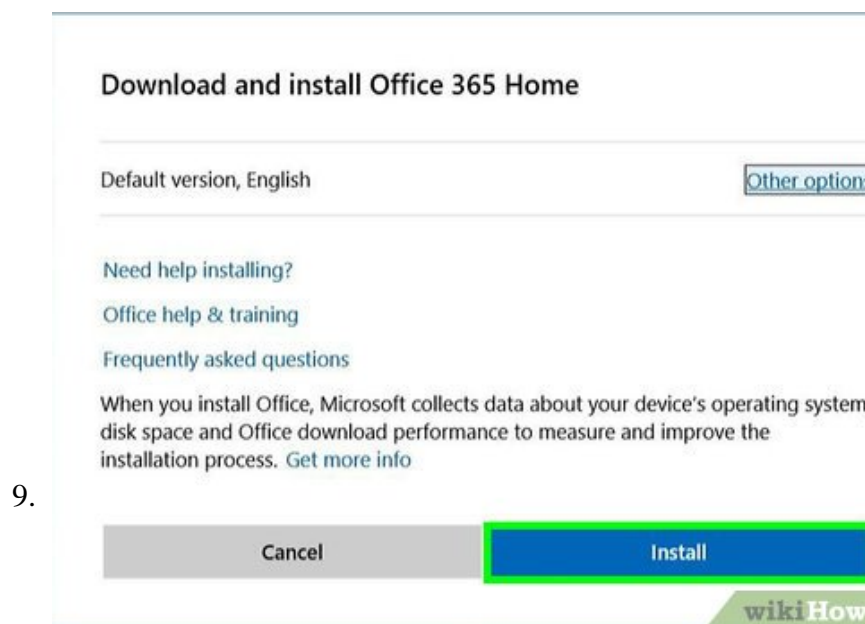 Download and install Office 365 Home
Default version, English
Other option
Need help installing?
Office help & training
Frequently asked questions
When you install Office, Microsoft collects data about your device's operating system
disk space and Office download performance to measure and improve the
installation process. Get more info
9.
Cancel
Install
wikiHow